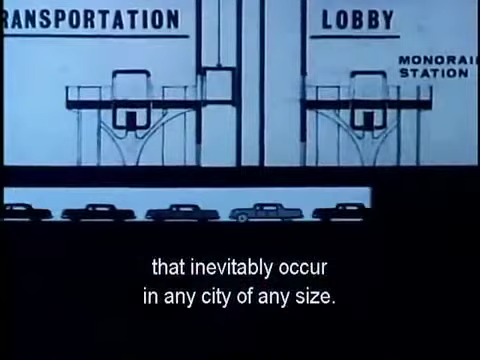 RANSPORTATION
LOBBY
MONORAI
STATION
that inevitably occur
in any city of any size.